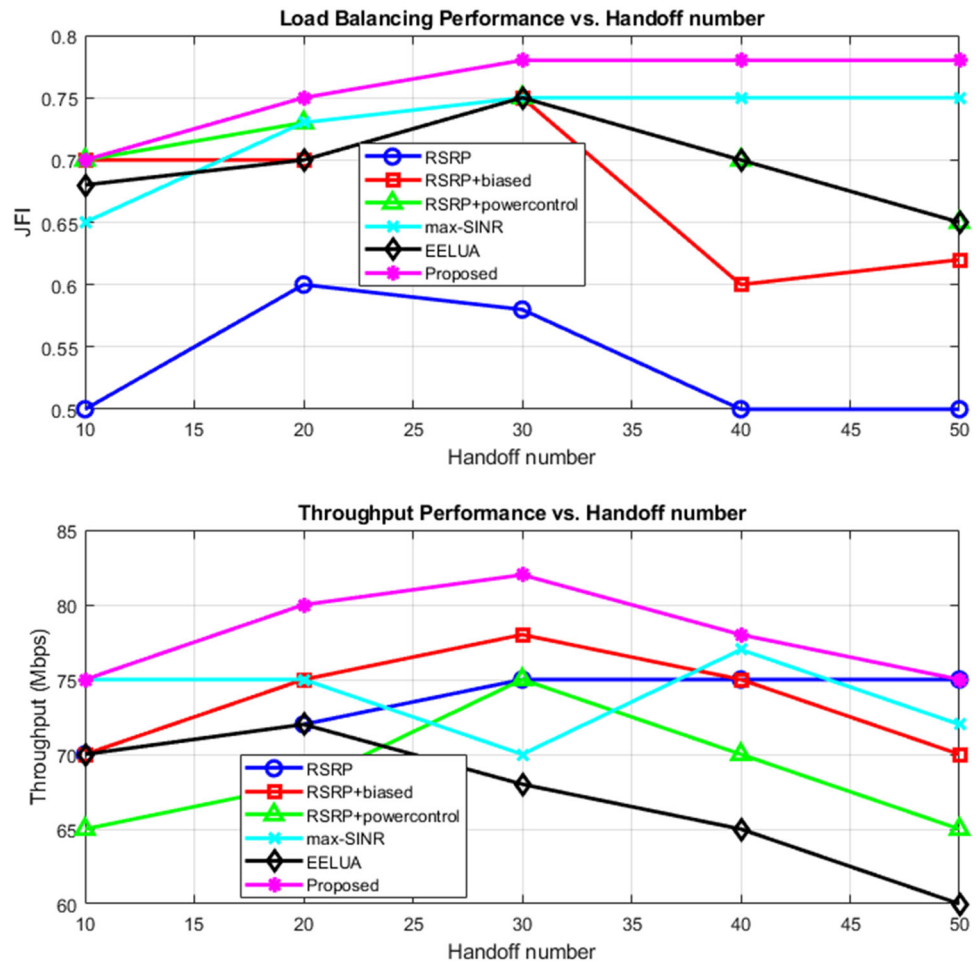 Load Balancing Performance vs. Handoff number
0.8
0.75
0.7
0.65
0.6
0.55
0.5
JFI
RSRP
RSRP+biased
RSRP+powercontrol
max-SINR
EELUA
Proposed
10 15 20 25 30 35 40 45 50
Handoff number
Throughput Performance vs. Handoff number
85
80
75
70
65
60
Throughput (Mbps)
RSRP
RSRP+biased
RSRP+powercontrol
max-SINR
EELUA
Proposed
10 15 20 25 30 35 40 45 50
Handoff number